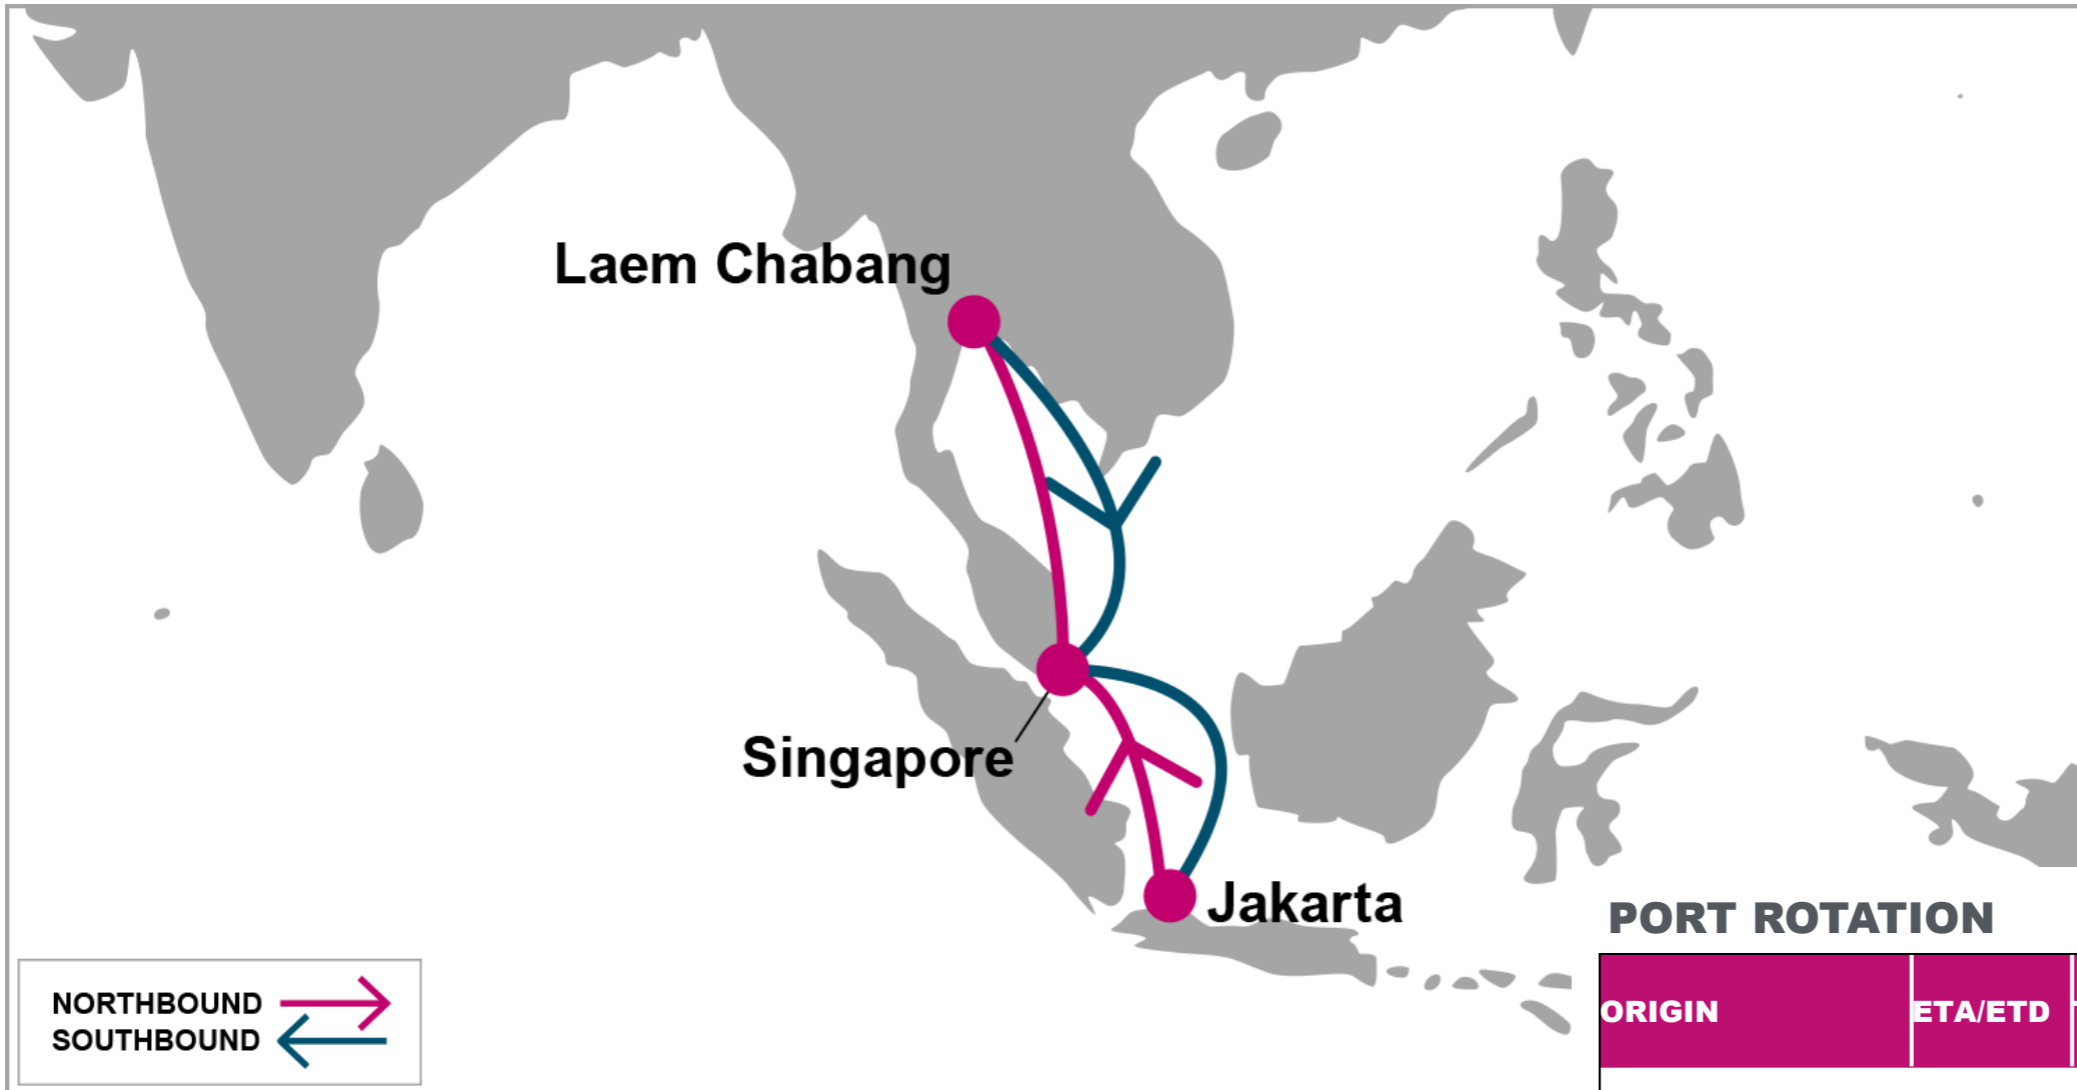 Laem Chabang
Singapore
Jakarta
PORT ROTATION
ORIGIN
ETA/ETD
NORTHBOUND
SOUTHBOUND